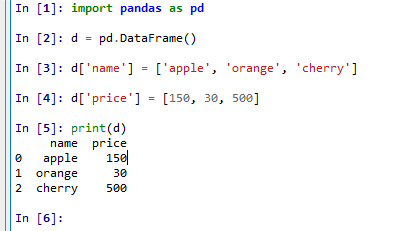 In [1]: import pandas as pd
In [2]: d = pd.DataFrame()
In [3]: d['name'] = ['apple', 'orange', 'cherry']
In [4]: d['price'] = [150, 30, 500]
In [5]: print(d)
     name  price
0   apple    150
1  orange     30
2  cherry    500
In [6]: